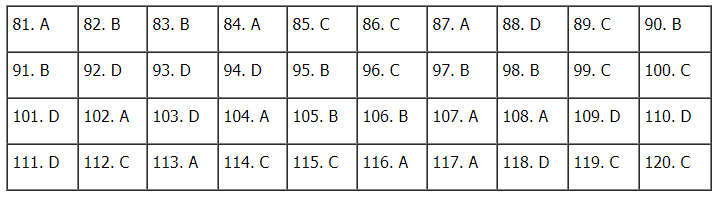 81. A 82. B 83. B 84. A 85. C 86. C 87. A 88. D 89. C 90. B
91. B 92. D 93. D 94. D 95. B 96. C 97. B 98. B 99. C 100. C
101. D 102. A 103. D 104. A 105. B 106. B 107. A 108. A 109. D 110. D
111. D 112. C 113. A 114. C 115. C 116. A 117. A 118. D 119. C 120. C